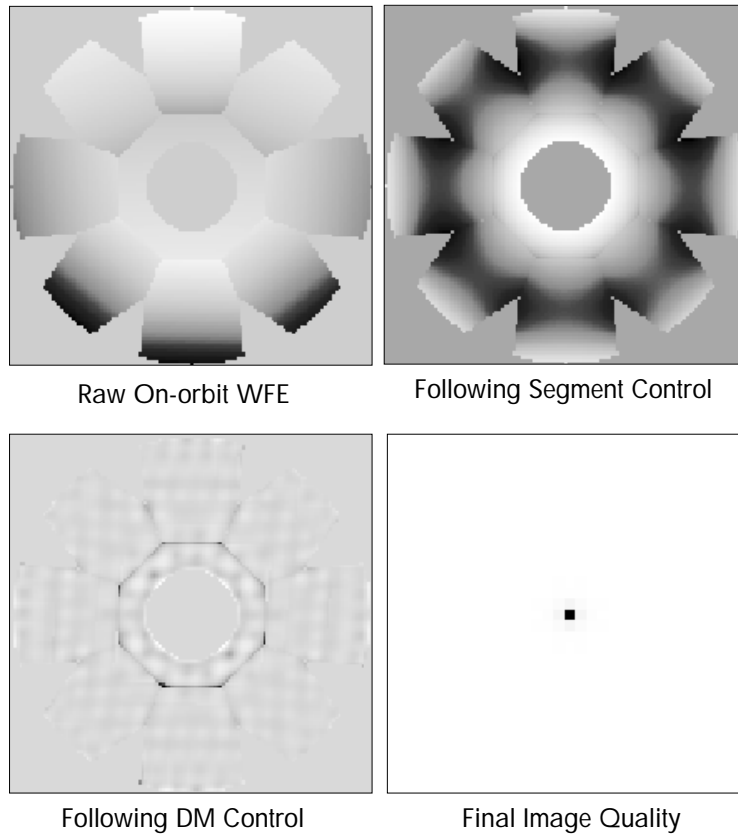 Raw On-orbit WFE
Following Segment Control
Following DM Control
Final Image Quality